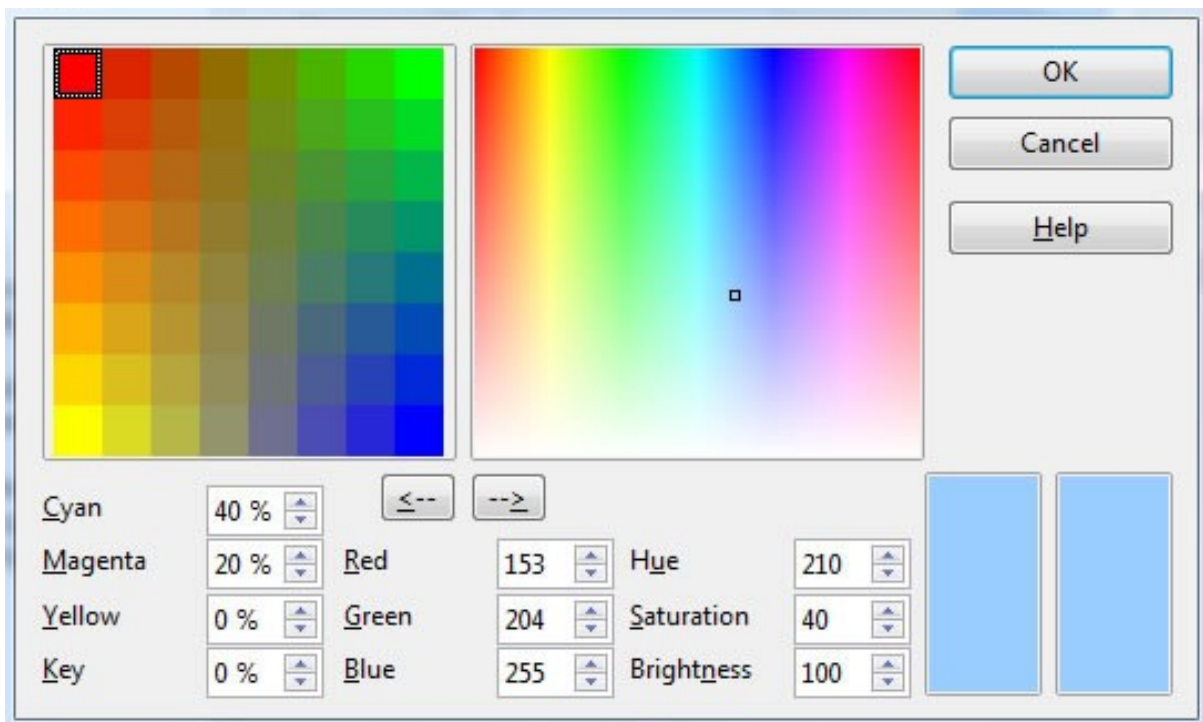 OK
Cancel
Help
<-- -->
Cyan 40 %
Magenta 20 % Red 153 Hue 210
Yellow 0 % Green 204 Saturation 40
Key 0 % Blue 255 Brightness 100